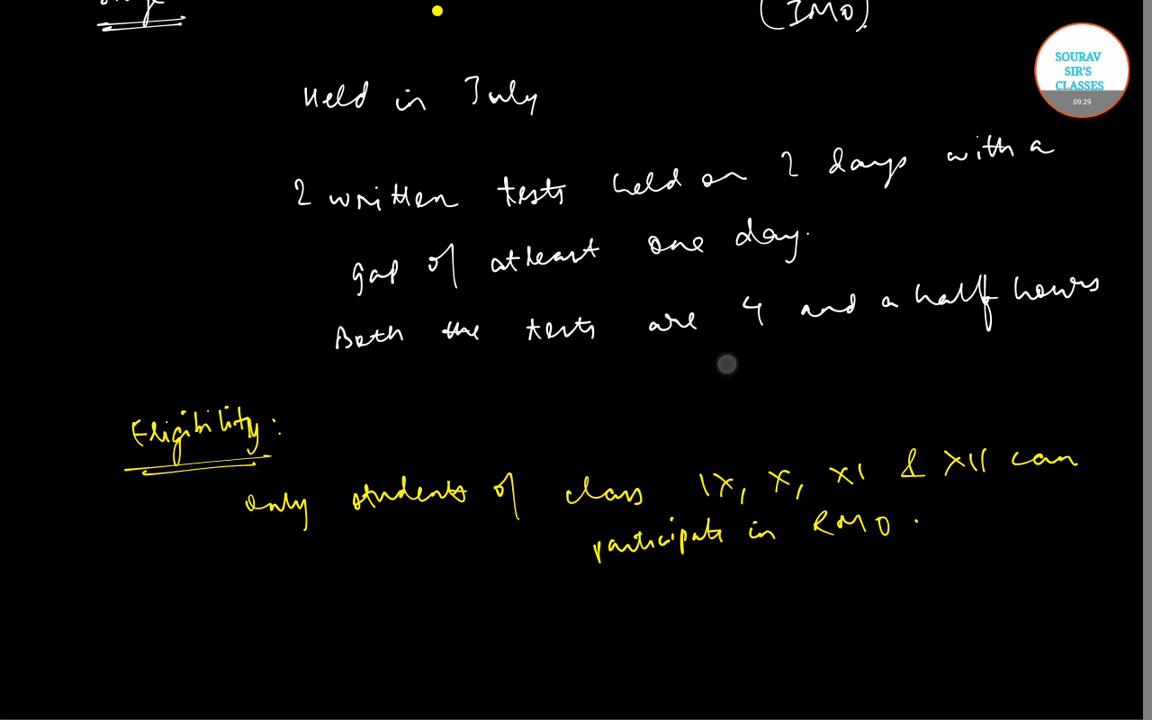 (IMO)
SOURAV
SIR'S
CLASSES
09:29
Held in July
2 written tests held on 2 days with a
gap of atleast one day.
Both the tests are 4 and a half hours
Eligibility:
only students of class IX, X, XI & XII can
participate in RMO.